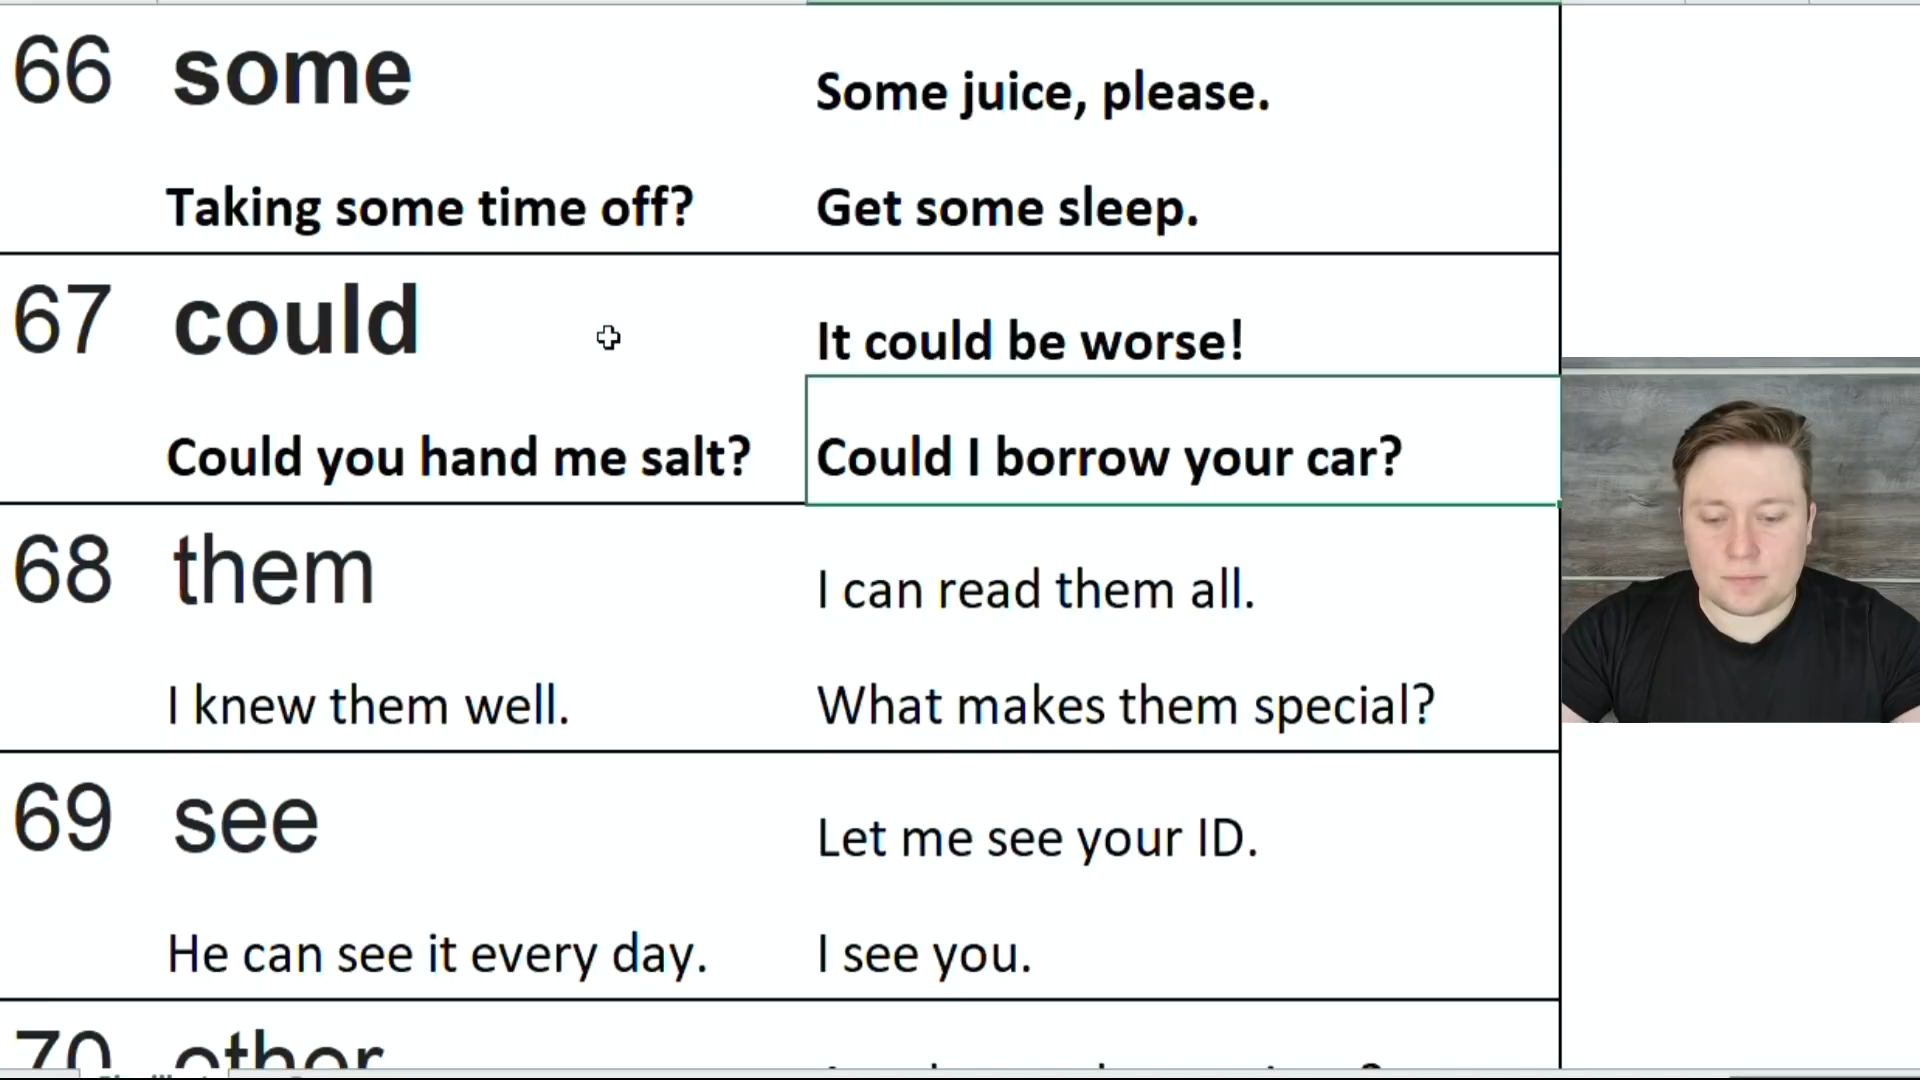 66 some Some juice, please.
Taking some time off? Get some sleep.
67 could It could be worse!
Could you hand me salt? Could I borrow your car?
68 them I can read them all.
I knew them well. What makes them special?
69 see Let me see your ID.
He can see it every day. I see you.
70 other